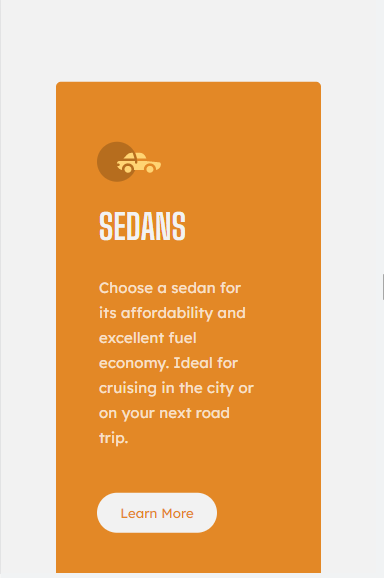 SEDANS
Choose a sedan for
its affordability and
excellent fuel
economy. Ideal for
cruising in the city or
on your next road
trip.
Learn More